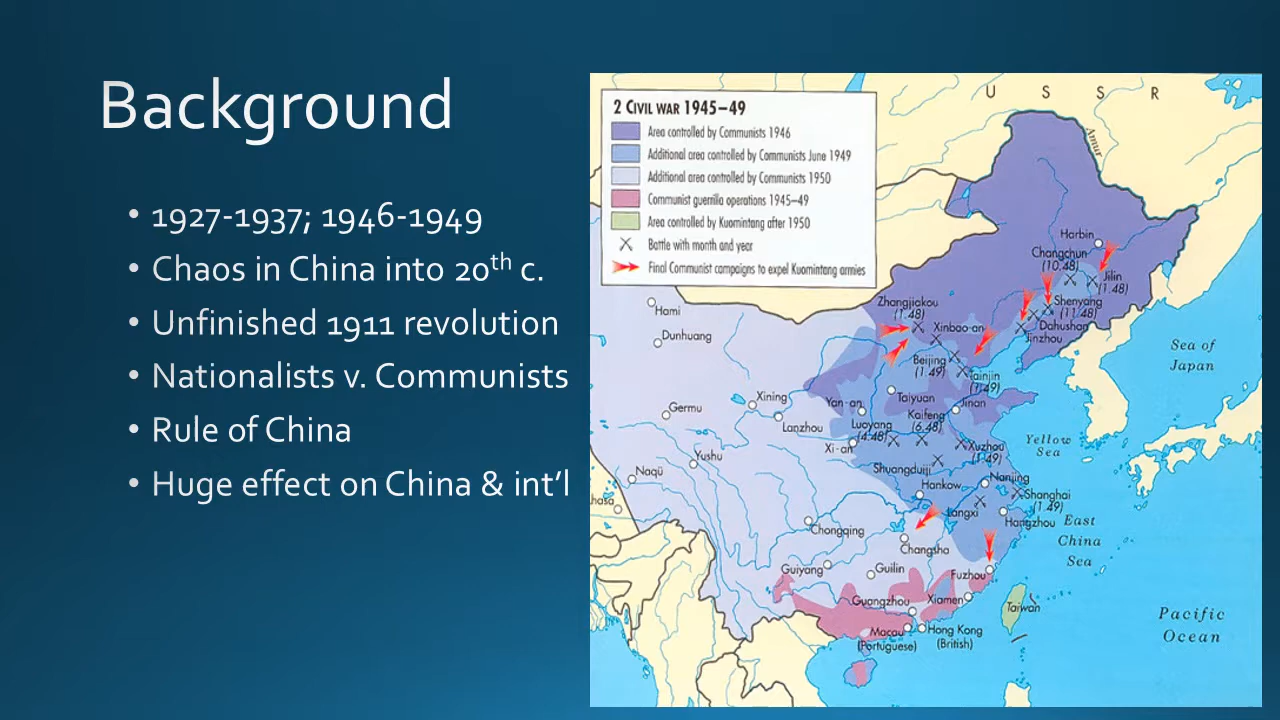 Background
• 1927-1937; 1946-1949
• Chaos in China into 20th c.
• Unfinished 1911 revolution
• Nationalists v. Communists
• Rule of China
• Huge effect on China & int'l
2 CIVIL WAR 1945–49
Area controlled by Communists 1946
Additional area controlled by Communists June 1949
Additional area controlled by Communists 1950
Communist guerrilla operations 1945–49
Area controlled by Kuomintang after 1950
Battle with month and year
Final Communist campaigns to expel Kuomintang armies
U S S R
Amur
Harbin
Changchun
(10.48)
Jilin
(1.48)
Zhangjiakou
(1.48)
Shenyang
(11.48)
Hami
Xinbao-an
Dahushan
Jinzhou
Dunhuang
Sea of
Japan
Beijing
(1.49)
Tainjin
(1.49)
Xining
Taiyuan
Germu
Yan-an
Jinan
Kaifeng
(6.48)
Lanzhou
Luoyang
(4.48)
Xi-an
Xuzhou
(1.49)
Yellow
Sea
Yushu
Naqü
Shuangduiji
Nanjing
Hankow
Shanghai
(1.49)
hasa
Langxi
Hangzhou
East
China
Sea
Chongqing
Changsha
Guiyang
Guilin
Fuzhou
Guangzhou
Xiamen
Taiwan
Pacific
Ocean
Macau
(Portuguese)
Hong Kong
(British)